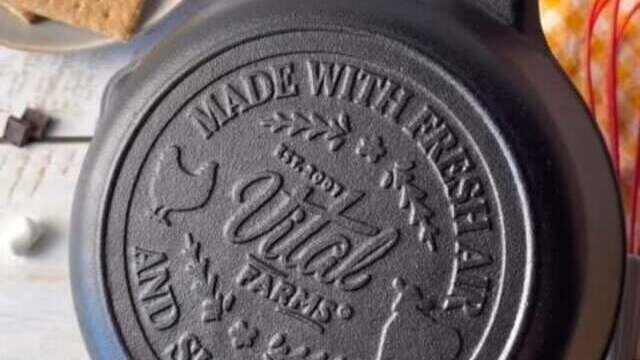 MADE WITH FRESH AIR
EST. 2007
Vital
FARMS®
AND